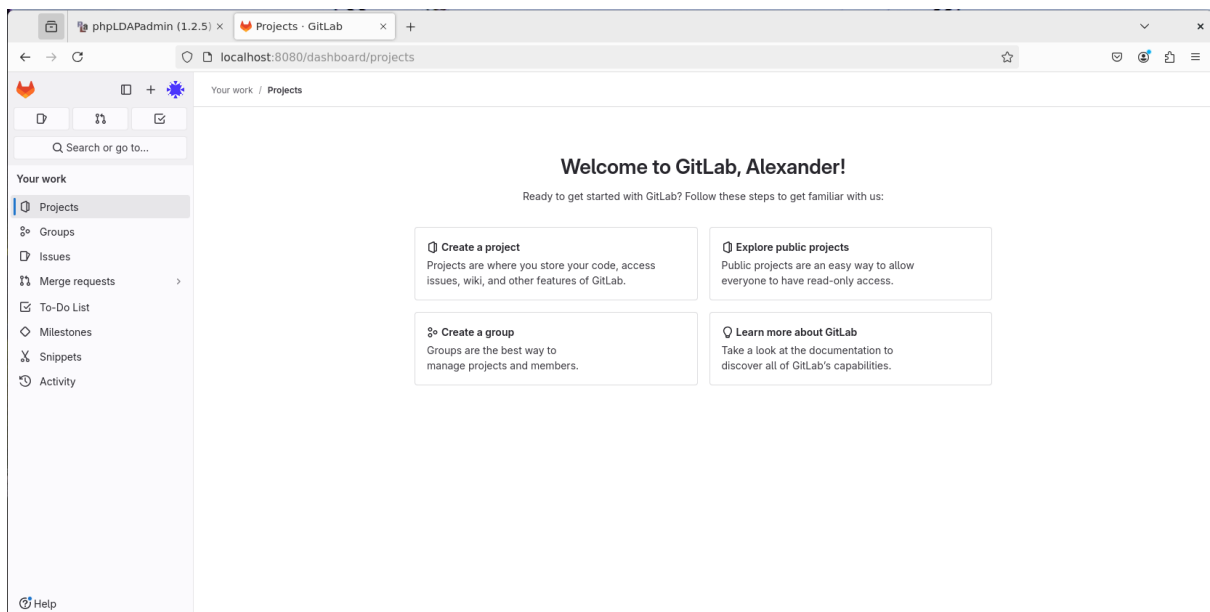 phpLDAPadmin (1.2.5)
Projects · GitLab
localhost:8080/dashboard/projects
Your work / Projects
Search or go to...
Your work
Projects
Groups
Issues
Merge requests
To-Do List
Milestones
Snippets
Activity
Help
Welcome to GitLab, Alexander!
Ready to get started with GitLab? Follow these steps to get familiar with us:
Create a project
Projects are where you store your code, access
issues, wiki, and other features of GitLab.
Explore public projects
Public projects are an easy way to allow
everyone to have read-only access.
Create a group
Groups are the best way to
manage projects and members.
Learn more about GitLab
Take a look at the documentation to
discover all of GitLab's capabilities.